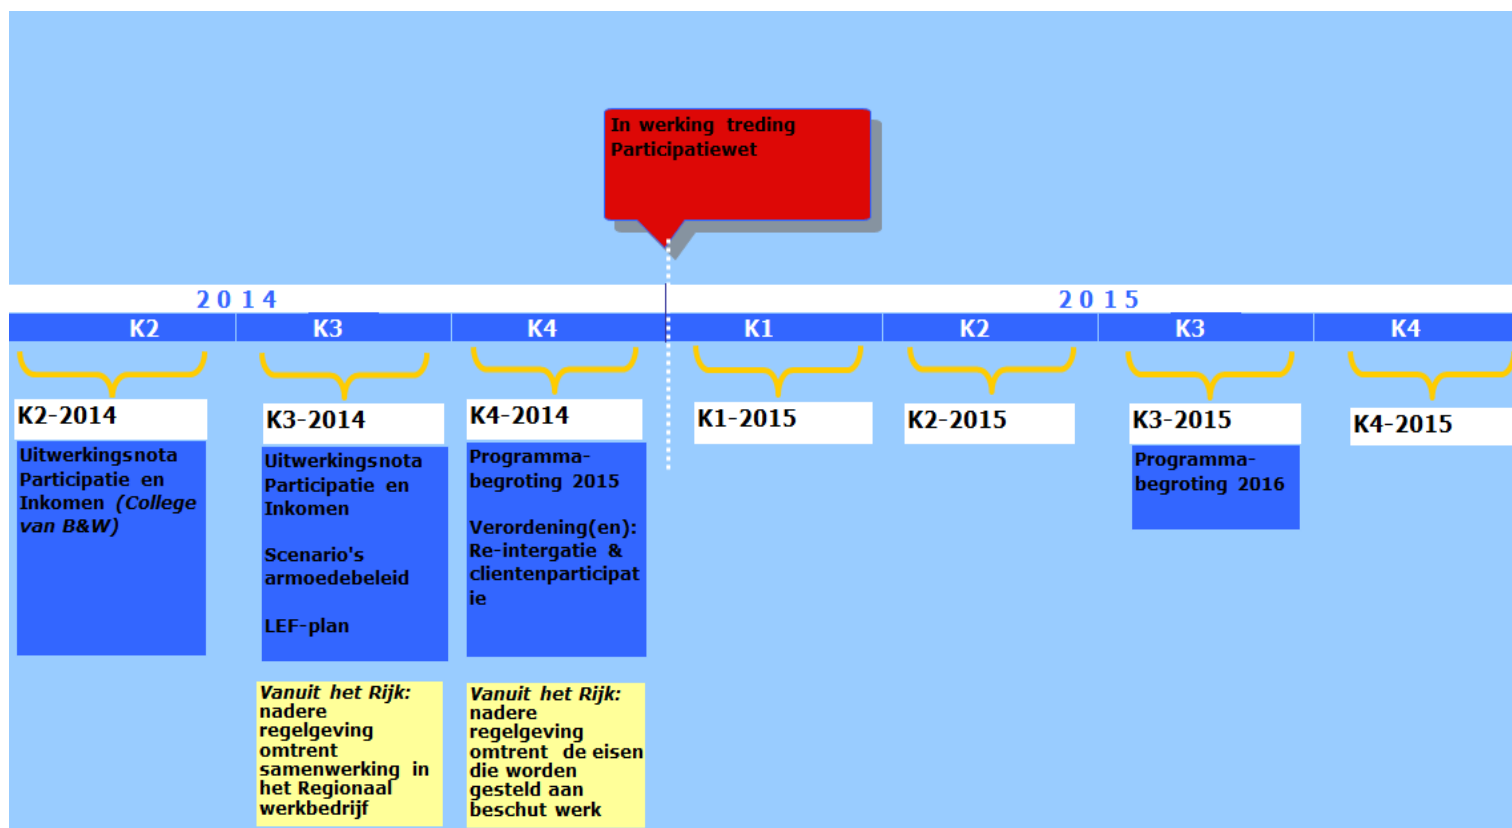 In werking treding
Participatiewet
2014
2015
K2
K3
K4
K1
K2
K3
K4
K2-2014
Uitwerkingsnota
Participatie en
Inkomen (College
van B&W)
K3-2014
Uitwerkingsnota
Participatie en
Inkomen
Scenario's
armoedebeleid
LEF-plan
Vanuit het Rijk:
nadere
regelgeving
omtrent
samenwerking in
het Regionaal
werkbedrijf
K4-2014
Programma-
begroting 2015
Verordening(en):
Re-intergatie &
clientenparticipat
ie
Vanuit het Rijk:
nadere
regelgeving
omtrent de eisen
die worden
gesteld aan
beschut werk
K1-2015
K2-2015
K3-2015
Programma-
begroting 2016
K4-2015